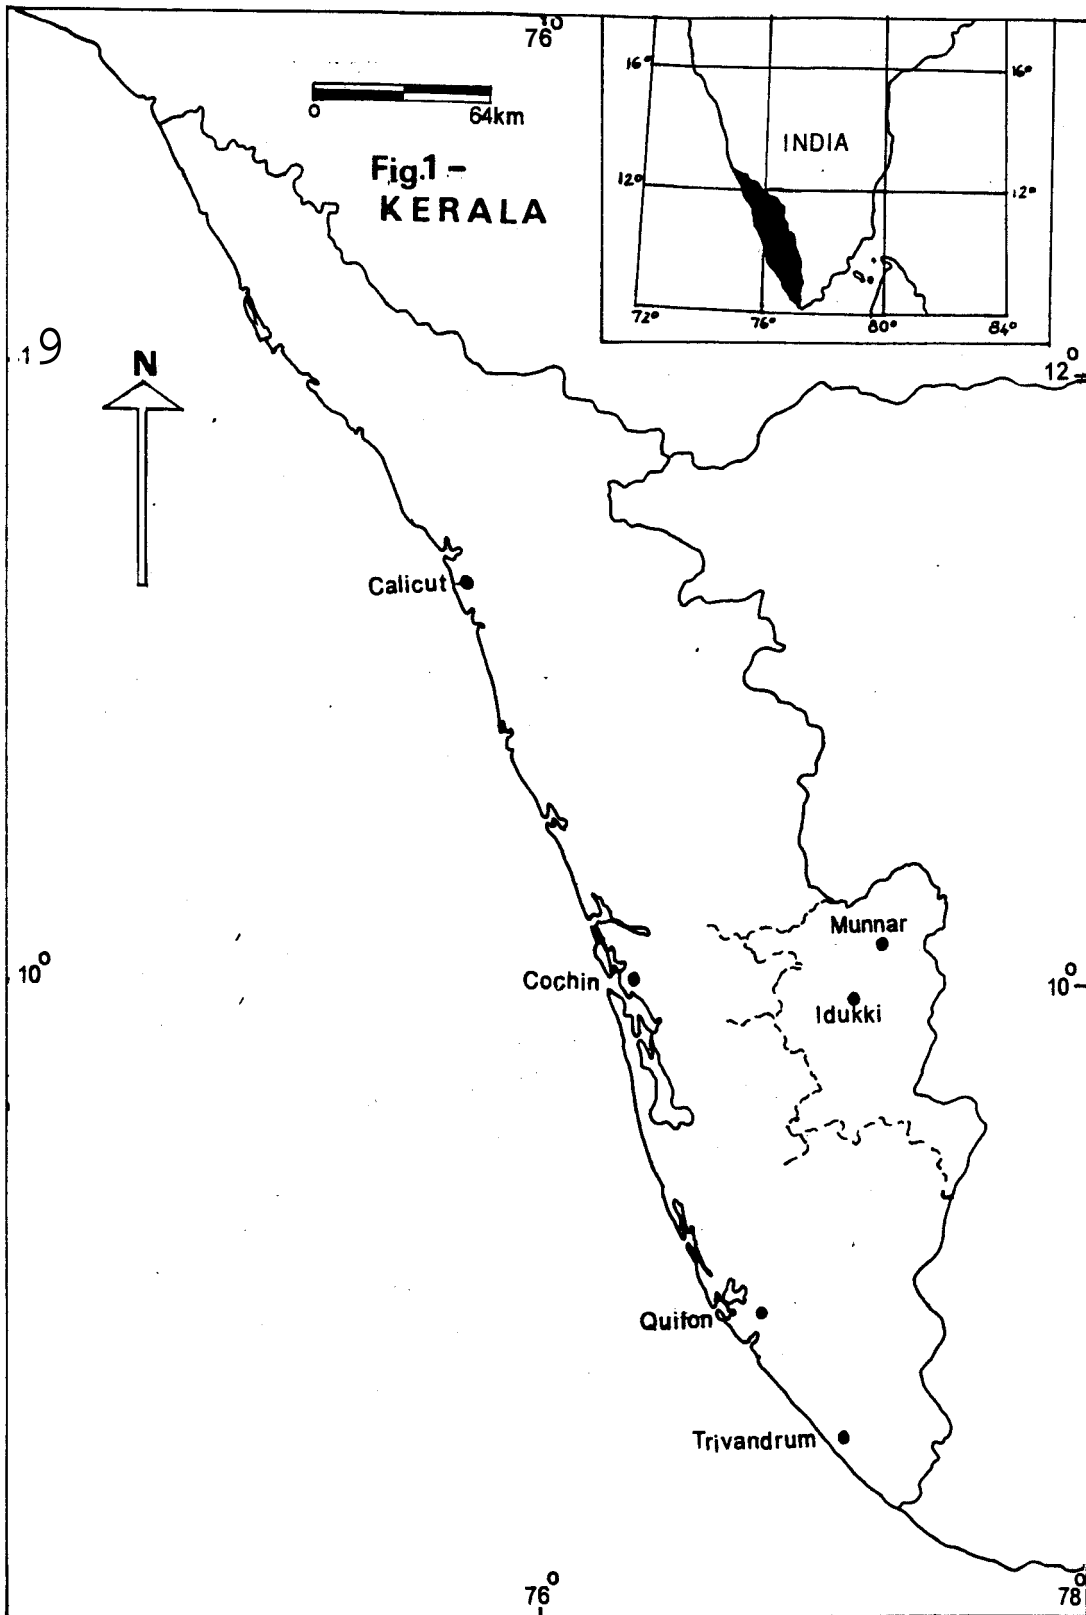 76°
0 64km
Fig.1 –
KERALA
16° 16°
INDIA
12° 12°
72° 76° 80° 84°
19
12°
N
Calicut
Munnar
10°
Cochin
10°
Idukki
Quifon
Trivandrum
76°
78